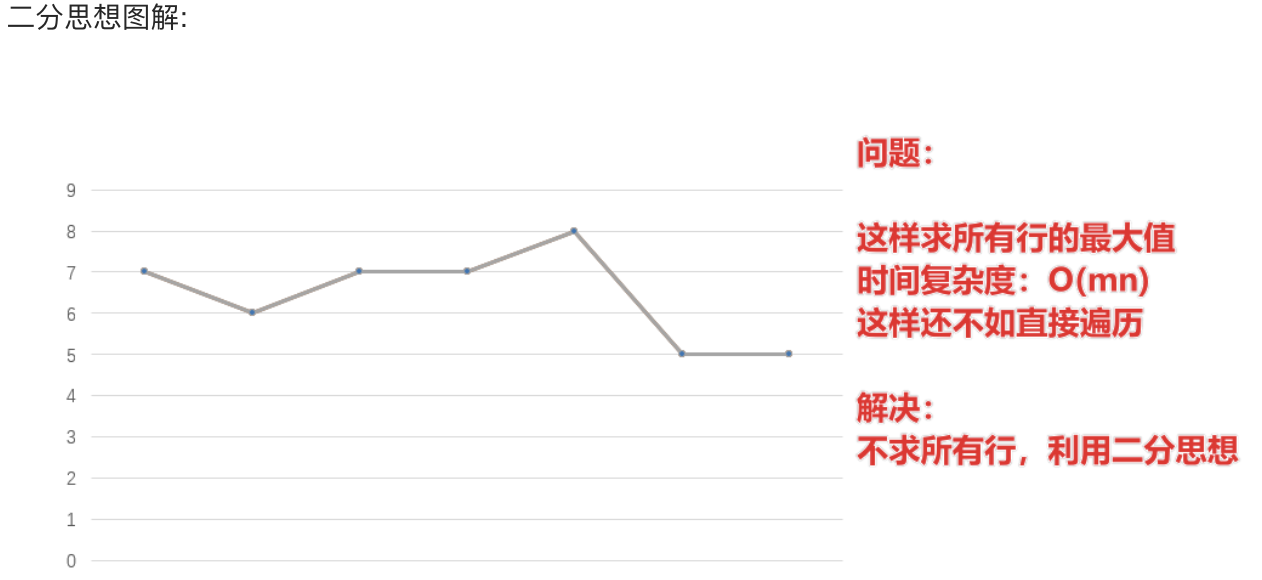 二分思想图解:
问题：
9
8
7
6
5
4
3
2
1
0
这样求所有行的最大值
时间复杂度：O(mn)
这样还不如直接遍历
解决：
不求所有行，利用二分思想